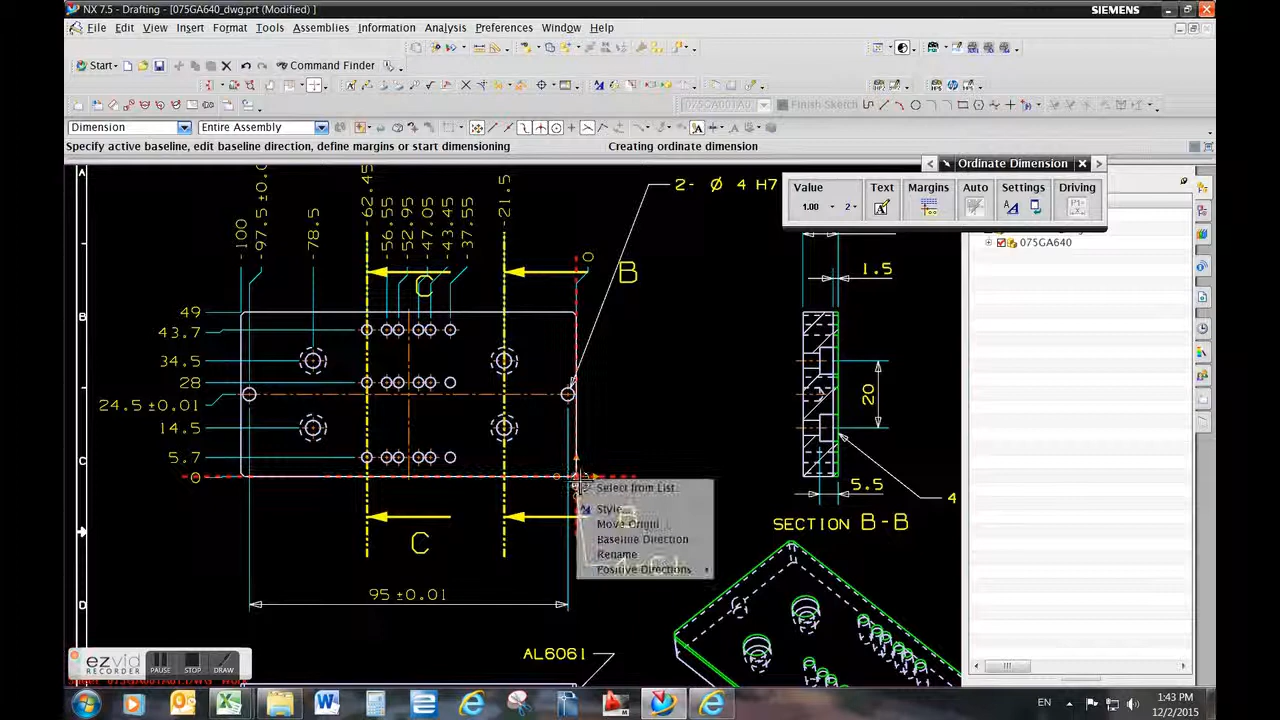 NX 7.5 - Drafting - [075GA640_dwg.prt (Modified) ]
SIEMENS
File Edit View Insert Format Tools Assemblies Information Analysis Preferences Window Help
Start
Command Finder
075GA001A0
Finish Sketch
Dimension
Entire Assembly
Specify active baseline, edit baseline direction, define margins or start dimensioning
Creating ordinate dimension
Ordinate Dimension
Value
Text
Margins
Auto
Settings
Driving
1.00
2
075GA640
A
B
C
D
-100
-78.5
-62.45
-56.55
-52.95
-47.05
-43.45
-37.55
-21.5
0
2- Ø 4 H7
B
C
49
43.7
34.5
28
24.5 ±0.01
14.5
5.7
0
C
95 ±0.01
1.5
20
5.5
4
SECTION B-B
AL6061
Select from List...
Style...
Move Origin...
Baseline Direction
Rename
Positive Directions
ezvid
RECORDER
PAUSE
STOP
DRAW
EN
1:43 PM
12/2/2015